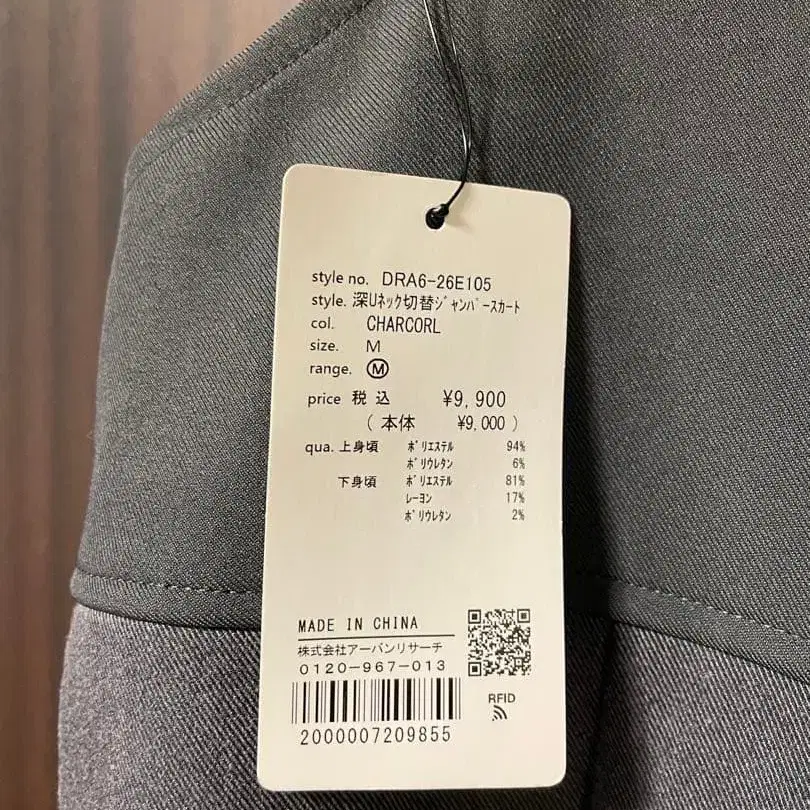 style no. DRA6-26E105
style. 深Uネック切替ｼﾞｬﾝﾊﾟｰｽｶｰﾄ
col. CHARCORL
size. M
range. Ⓜ
price 税込 ¥9,900
( 本体 ¥9,000 )
qua. 上身頃 ﾎﾟﾘｴｽﾃﾙ 94%
ﾎﾟﾘｳﾚﾀﾝ 6%
下身頃 ﾎﾟﾘｴｽﾃﾙ 81%
ﾚｰﾖﾝ 17%
ﾎﾟﾘｳﾚﾀﾝ 2%
MADE IN CHINA
株式会社アーバンリサーチ
0120-967-013
RFID
2000007209855